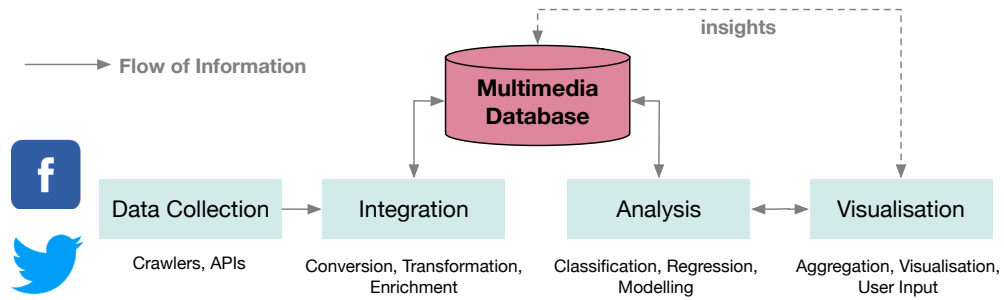 insights
Flow of Information
Multimedia
Database
f
Data Collection
Integration
Analysis
Visualisation
Crawlers, APIs
Conversion, Transformation,
Enrichment
Classification, Regression,
Modelling
Aggregation, Visualisation,
User Input